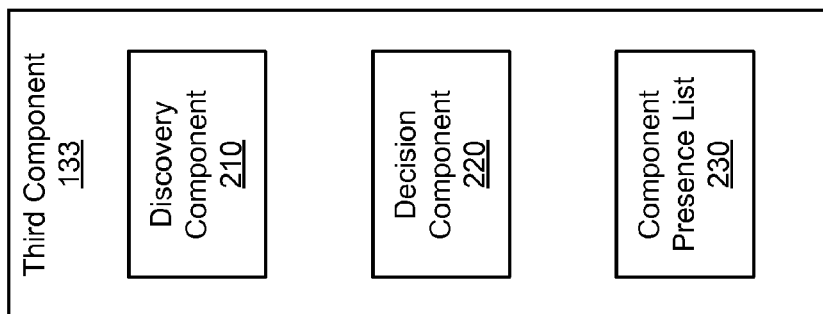 Third Component
133
Discovery
Component
210
Decision
Component
220
Component
Presence List
230